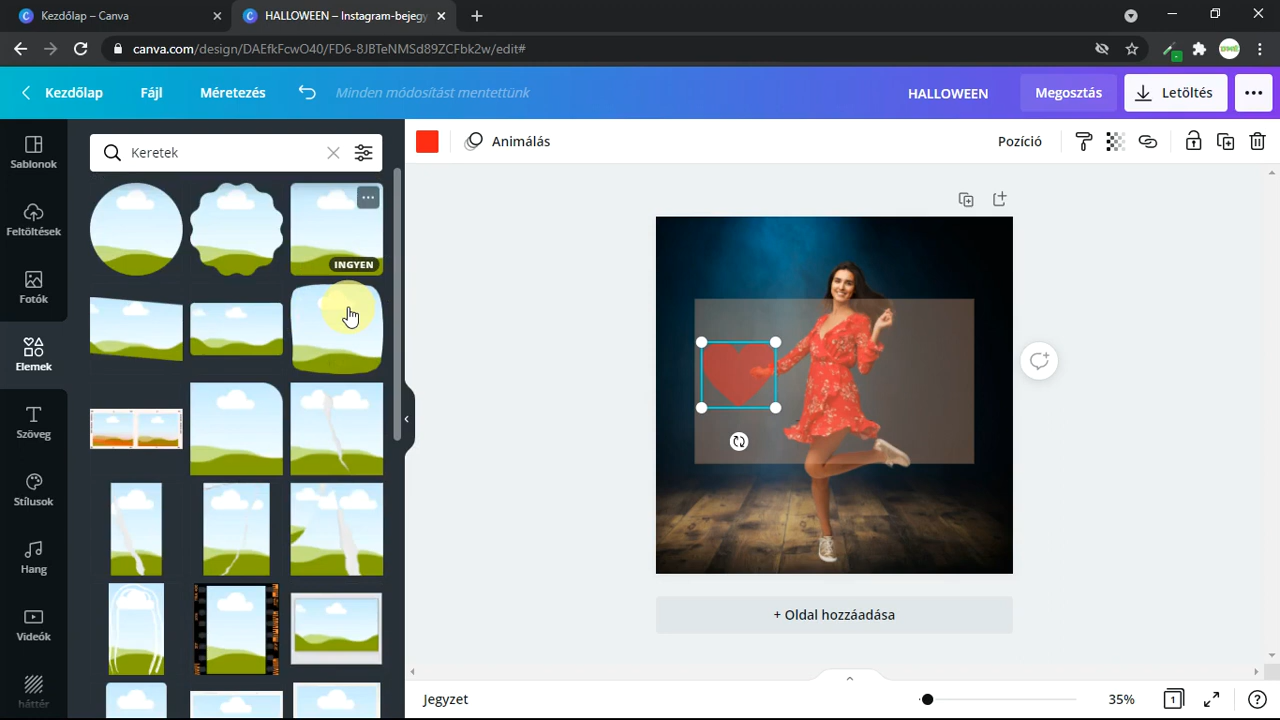 Kezdőlap – Canva
HALLOWEEN – Instagram-bejegy
canva.com/design/DAEfkFcwO40/FD6-8JBTeNMSd89ZCFbk2w/edit#
Kezdőlap
Fájl
Méretezés
Minden módosítást mentettünk
HALLOWEEN
Megosztás
Letöltés
Sablonok
Feltöltések
Fotók
Elemek
Szöveg
Stílusok
Hang
Videók
háttér
Keretek
INGYEN
Animálás
Pozíció
+ Oldal hozzáadása
Jegyzet
35%
1